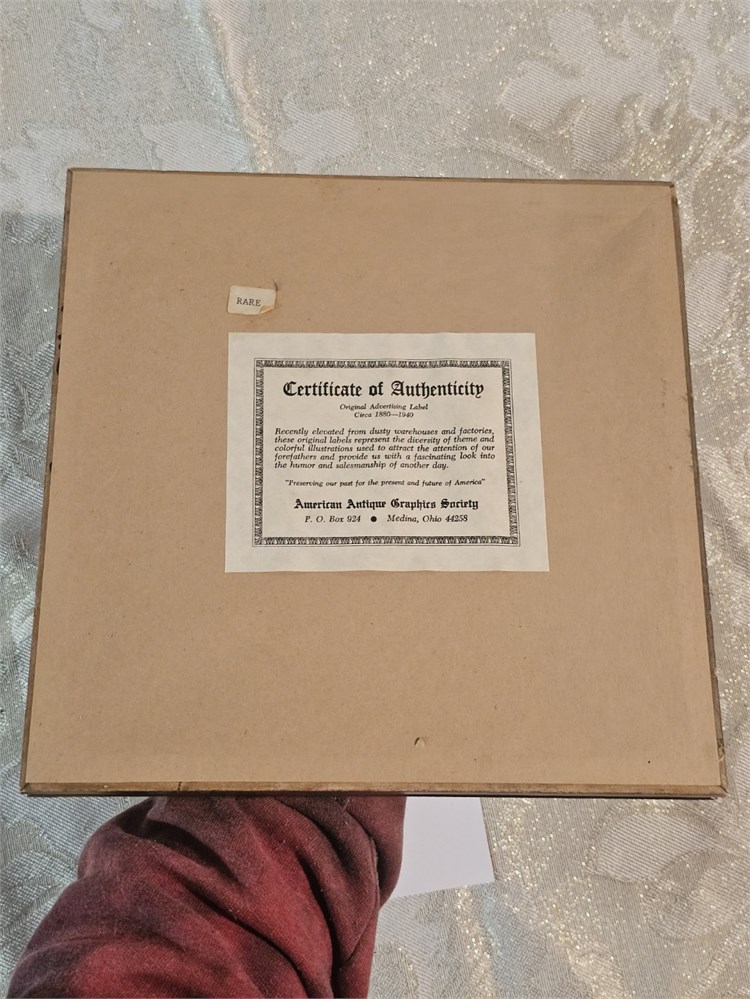 RARE
Certificate of Authenticity
Original Advertising Label
Circa 1880—1940
Recently elevated from dusty warehouses and factories,
these original labels represent the diversity of theme and
colorful illustrations used to attract the attention of our
forefathers and provide us with a fascinating look into
the humor and salesmanship of another day.
"Preserving our past for the present and future of America"
American Antique Graphics Society
P. O. Box 924 ● Medina, Ohio 44258